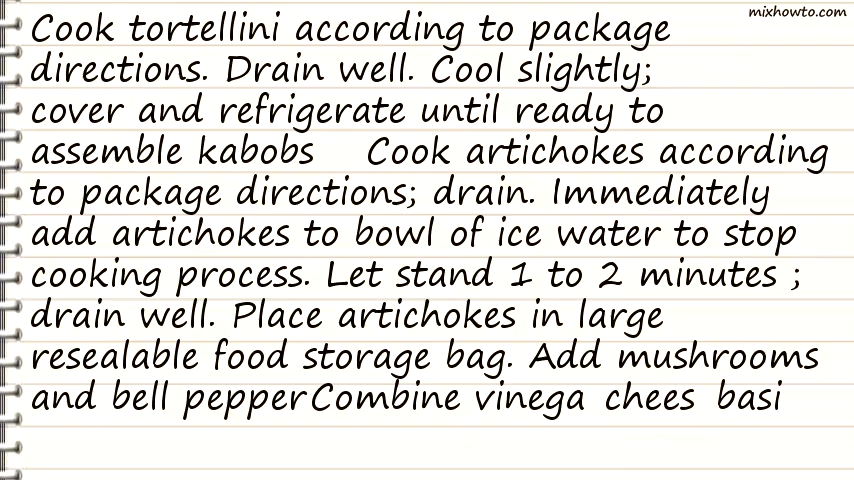 mixhowto.com
Cook tortellini according to package
directions. Drain well. Cool slightly;
cover and refrigerate until ready to
assemble kabobs Cook artichokes according
to package directions; drain. Immediately
add artichokes to bowl of ice water to stop
cooking process. Let stand 1 to 2 minutes ;
drain well. Place artichokes in large
resealable food storage bag. Add mushrooms
and bell pepperCombine vinega chees basi